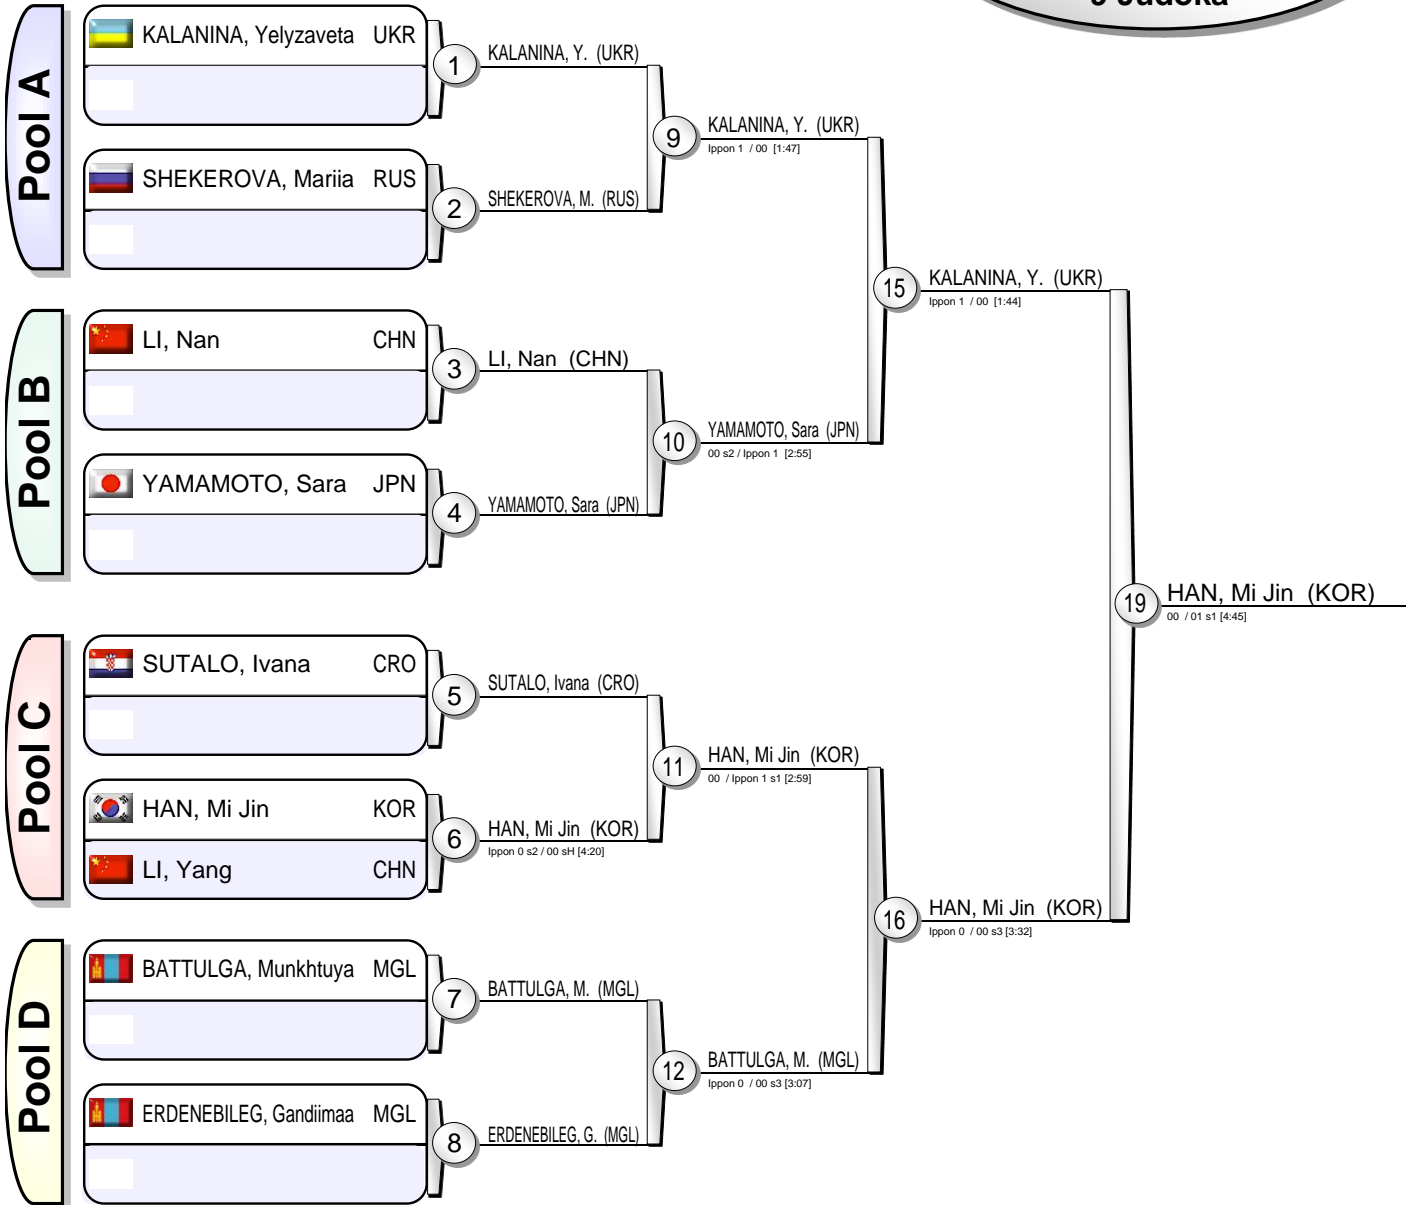 9 Judoka
Pool A
KALANINA, Yelyzaveta UKR
1
KALANINA, Y. (UKR)
SHEKEROVA, Mariia RUS
2
SHEKEROVA, M. (RUS)
9
KALANINA, Y. (UKR)
Ippon 1 / 00 [1:47]
Pool B
LI, Nan CHN
3
LI, Nan (CHN)
YAMAMOTO, Sara JPN
4
YAMAMOTO, Sara (JPN)
10
YAMAMOTO, Sara (JPN)
00 s2 / Ippon 1 [2:55]
15
KALANINA, Y. (UKR)
Ippon 1 / 00 [1:44]
Pool C
SUTALO, Ivana CRO
5
SUTALO, Ivana (CRO)
HAN, Mi Jin KOR
LI, Yang CHN
6
HAN, Mi Jin (KOR)
Ippon 0 s2 / 00 sH [4:20]
11
HAN, Mi Jin (KOR)
00 / Ippon 1 s1 [2:59]
Pool D
BATTULGA, Munkhtuya MGL
7
BATTULGA, M. (MGL)
ERDENEBILEG, Gandiimaa MGL
8
ERDENEBILEG, G. (MGL)
12
BATTULGA, M. (MGL)
Ippon 0 / 00 s3 [3:07]
16
HAN, Mi Jin (KOR)
Ippon 0 / 00 s3 [3:32]
19
HAN, Mi Jin (KOR)
00 / 01 s1 [4:45]